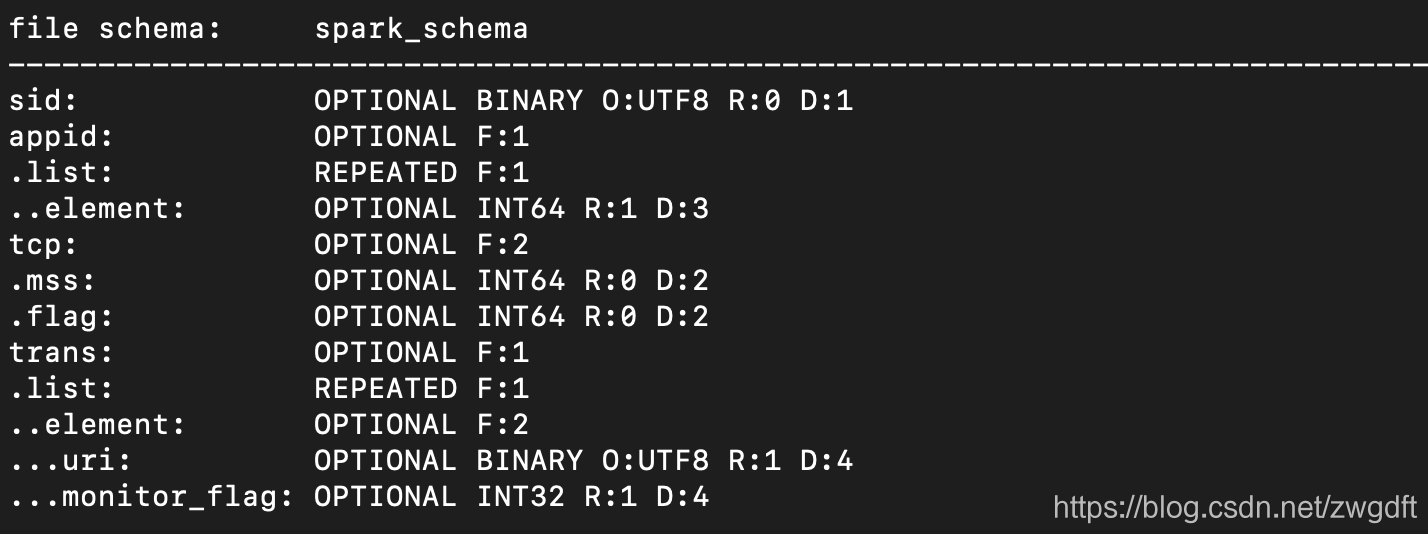 file schema:     spark_schema
--------------------------------------------------------------------------------
sid:             OPTIONAL BINARY O:UTF8 R:0 D:1
appid:           OPTIONAL F:1
.list:           REPEATED F:1
..element:       OPTIONAL INT64 R:1 D:3
tcp:             OPTIONAL F:2
.mss:            OPTIONAL INT64 R:0 D:2
.flag:           OPTIONAL INT64 R:0 D:2
trans:           OPTIONAL F:1
.list:           REPEATED F:1
..element:       OPTIONAL F:2
...uri:          OPTIONAL BINARY O:UTF8 R:1 D:4
...monitor_flag: OPTIONAL INT32 R:1 D:4
https://blog.csdn.net/zwgdft